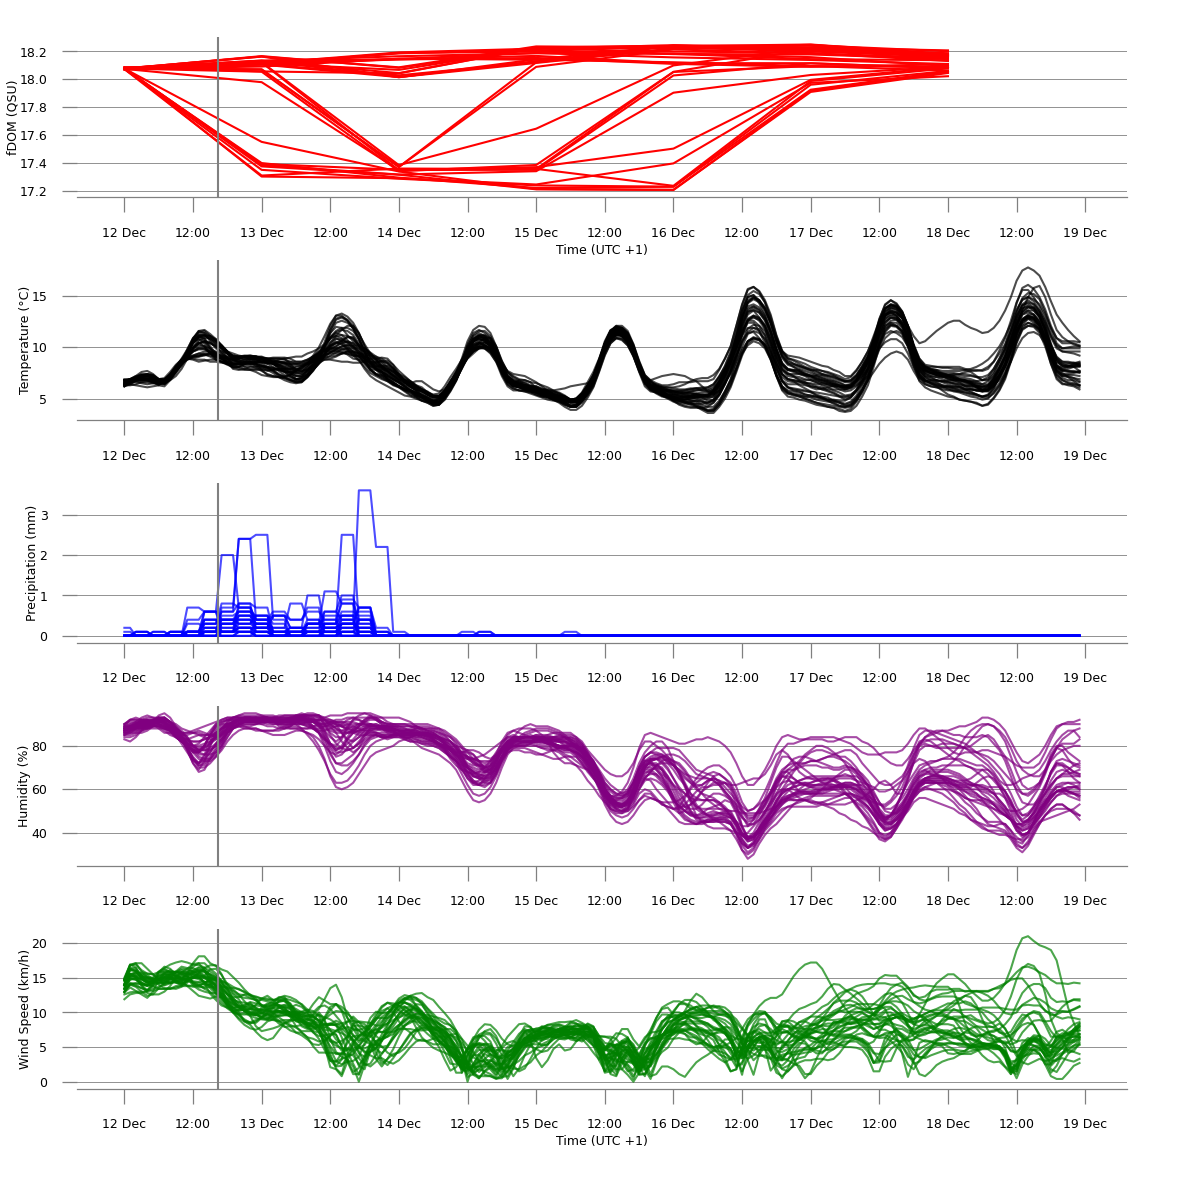 18.2
18.0
17.8
17.6
17.4
17.2
fDOM (QSU)
12 Dec 12:00 13 Dec 12:00 14 Dec 12:00 15 Dec 12:00 16 Dec 12:00 17 Dec 12:00 18 Dec 12:00 19 Dec
Time (UTC +1)
15
10
5
Temperature (°C)
12 Dec 12:00 13 Dec 12:00 14 Dec 12:00 15 Dec 12:00 16 Dec 12:00 17 Dec 12:00 18 Dec 12:00 19 Dec
3
2
1
0
Precipitation (mm)
12 Dec 12:00 13 Dec 12:00 14 Dec 12:00 15 Dec 12:00 16 Dec 12:00 17 Dec 12:00 18 Dec 12:00 19 Dec
80
60
40
Humidity (%)
12 Dec 12:00 13 Dec 12:00 14 Dec 12:00 15 Dec 12:00 16 Dec 12:00 17 Dec 12:00 18 Dec 12:00 19 Dec
20
15
10
5
0
Wind Speed (km/h)
12 Dec 12:00 13 Dec 12:00 14 Dec 12:00 15 Dec 12:00 16 Dec 12:00 17 Dec 12:00 18 Dec 12:00 19 Dec
Time (UTC +1)